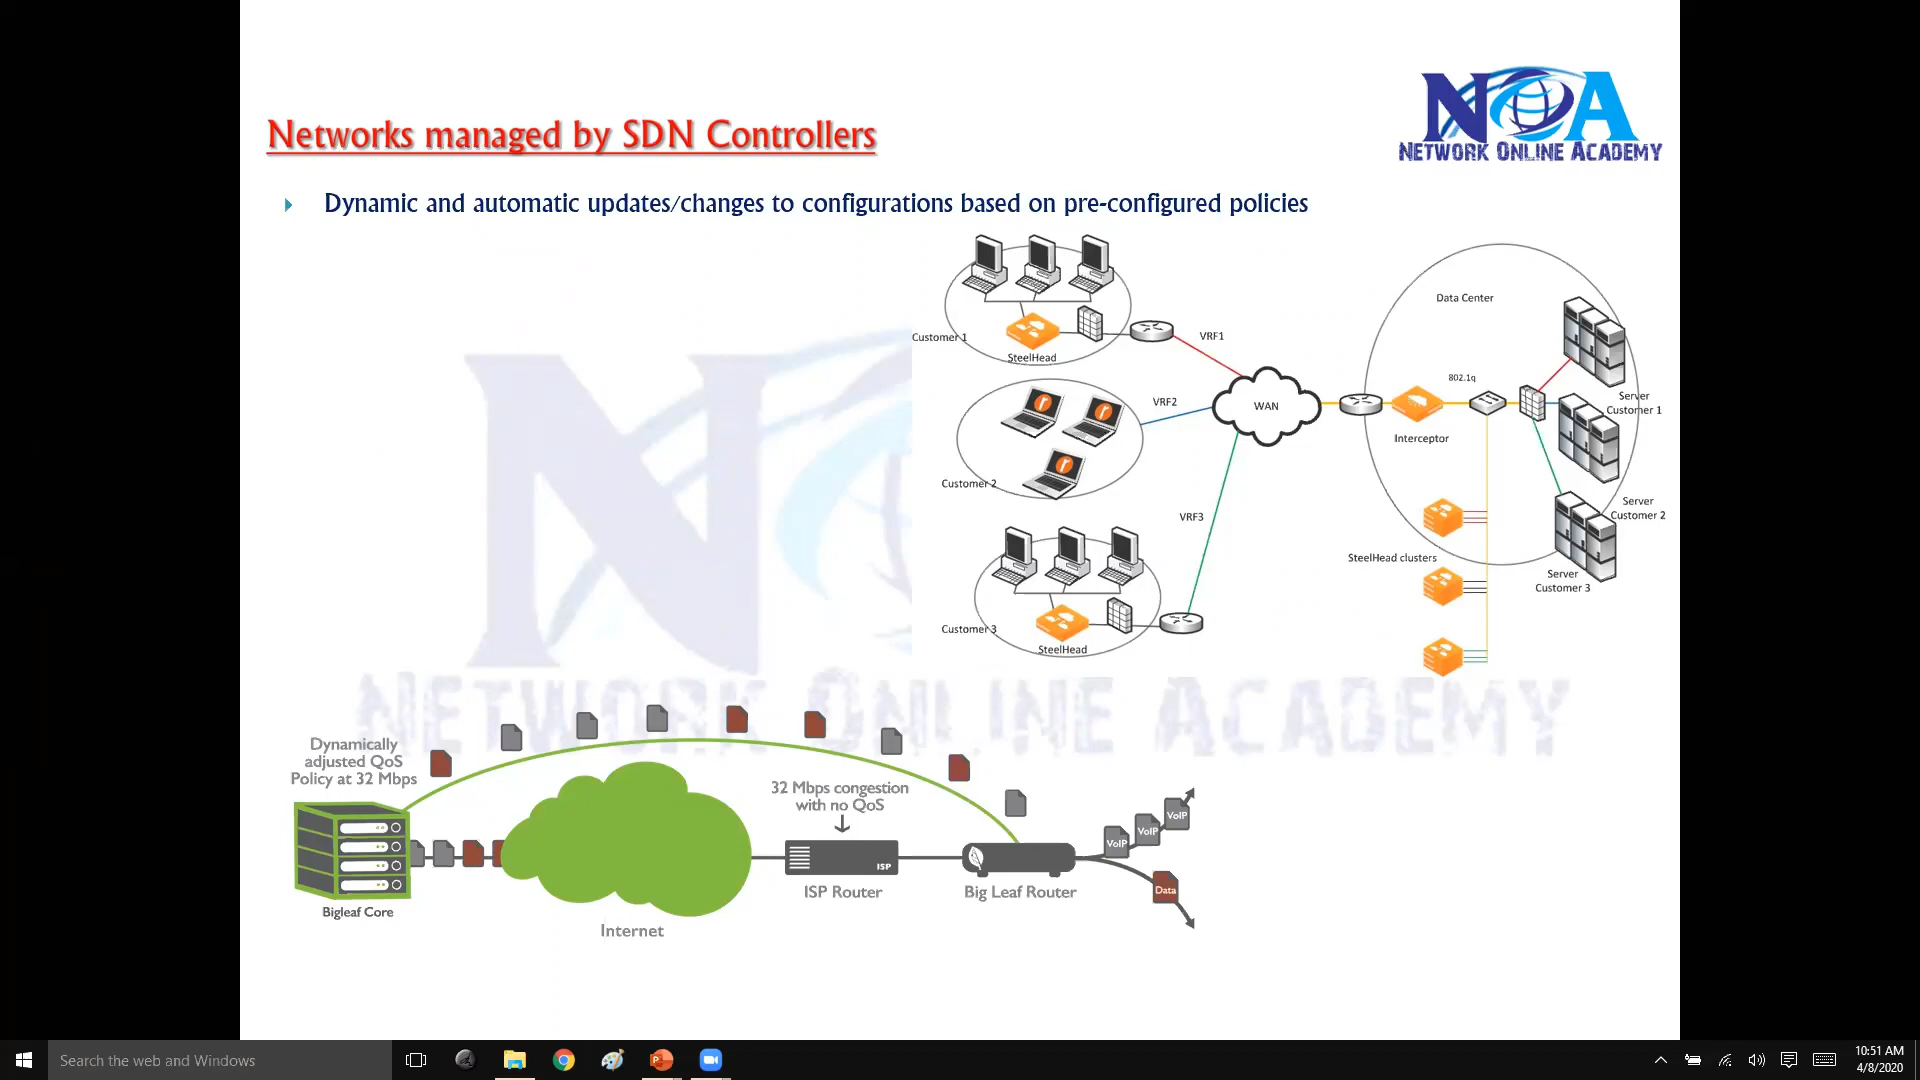 NOA
NETWORK ONLINE ACADEMY
Networks managed by SDN Controllers
Dynamic and automatic updates/changes to configurations based on pre-configured policies
Customer 1
SteelHead
VRF1
Customer 2
VRF2
Customer 3
SteelHead
VRF3
WAN
Data Center
802.1q
Interceptor
SteelHead clusters
Server
Customer 1
Server
Customer 2
Server
Customer 3
N
NETWORK ONLINE ACADEMY
Dynamically
adjusted QoS
Policy at 32 Mbps
Bigleaf Core
Internet
32 Mbps congestion
with no QoS
ISP
ISP Router
Big Leaf Router
VoIP
VoIP
VoIP
Data
Search the web and Windows
10:51 AM
4/8/2020